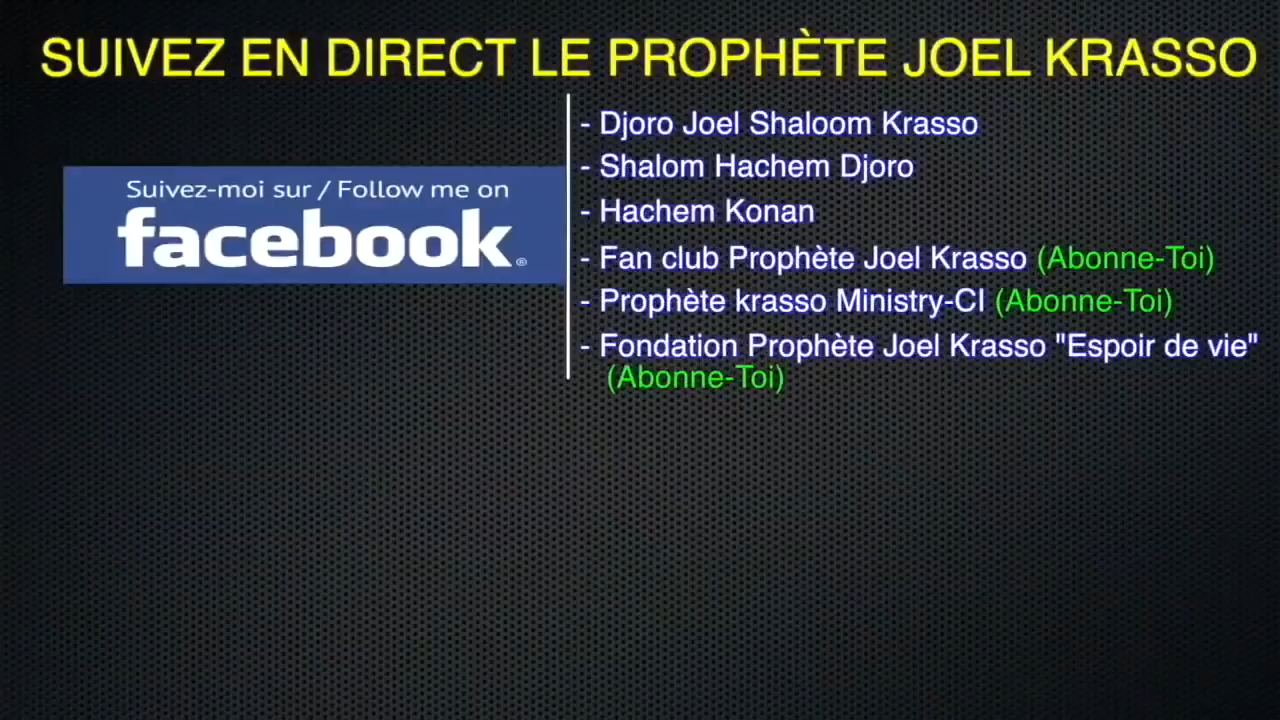 SUIVEZ EN DIRECT LE PROPHÈTE JOEL KRASSO
Suivez-moi sur / Follow me on
facebook®
- Djoro Joel Shaloom Krasso
- Shalom Hachem Djoro
- Hachem Konan
- Fan club Prophète Joel Krasso (Abonne-Toi)
- Prophète krasso Ministry-CI (Abonne-Toi)
- Fondation Prophète Joel Krasso "Espoir de vie"
(Abonne-Toi)